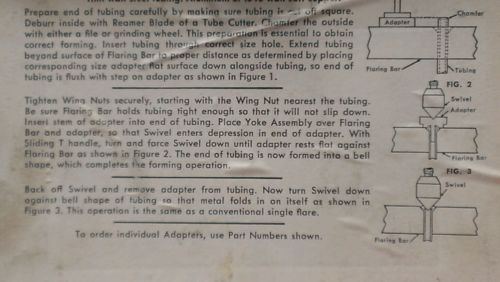 Prepare end of tubing carefully by making sure tubing is cut off square.
Deburr inside with Reamer Blade of a Tube Cutter. Chamfer the outside
with either a file or grinding wheel. This preparation is essential to obtain
correct forming. Insert tubing through correct size hole. Extend tubing
beyond surface of Flaring Bar to proper distance as determined by placing
corresponding size adapter flat surface down alongside tubing, so end of
tubing is flush with step on adapter as shown in Figure 1.
Chamfer
Adapter
Flaring Bar
Tubing
Tighten Wing Nuts securely, starting with the Wing Nut nearest the tubing.
Be sure Flaring Bar holds tubing tight enough so that it will not slip down.
Insert stem of adapter into end of tubing. Place Yoke Assembly over Flaring
Bar and adapter, so that Swivel enters depression in end of adapter. With
Sliding T handle, turn and force Swivel down until adapter rests flat against
Flaring Bar as shown in Figure 2. The end of tubing is now formed into a bell
shape, which completes the forming operation.
FIG. 2
Swivel
Adapter
Flaring Bar
Back off Swivel and remove adapter from tubing. Now turn Swivel down
against bell shape of tubing so that metal folds in on itself as shown in
Figure 3. This operation is the same as a conventional single flare.
FIG. 3
Swivel
Flaring Bar
To order individual Adapters, use Part Numbers shown.